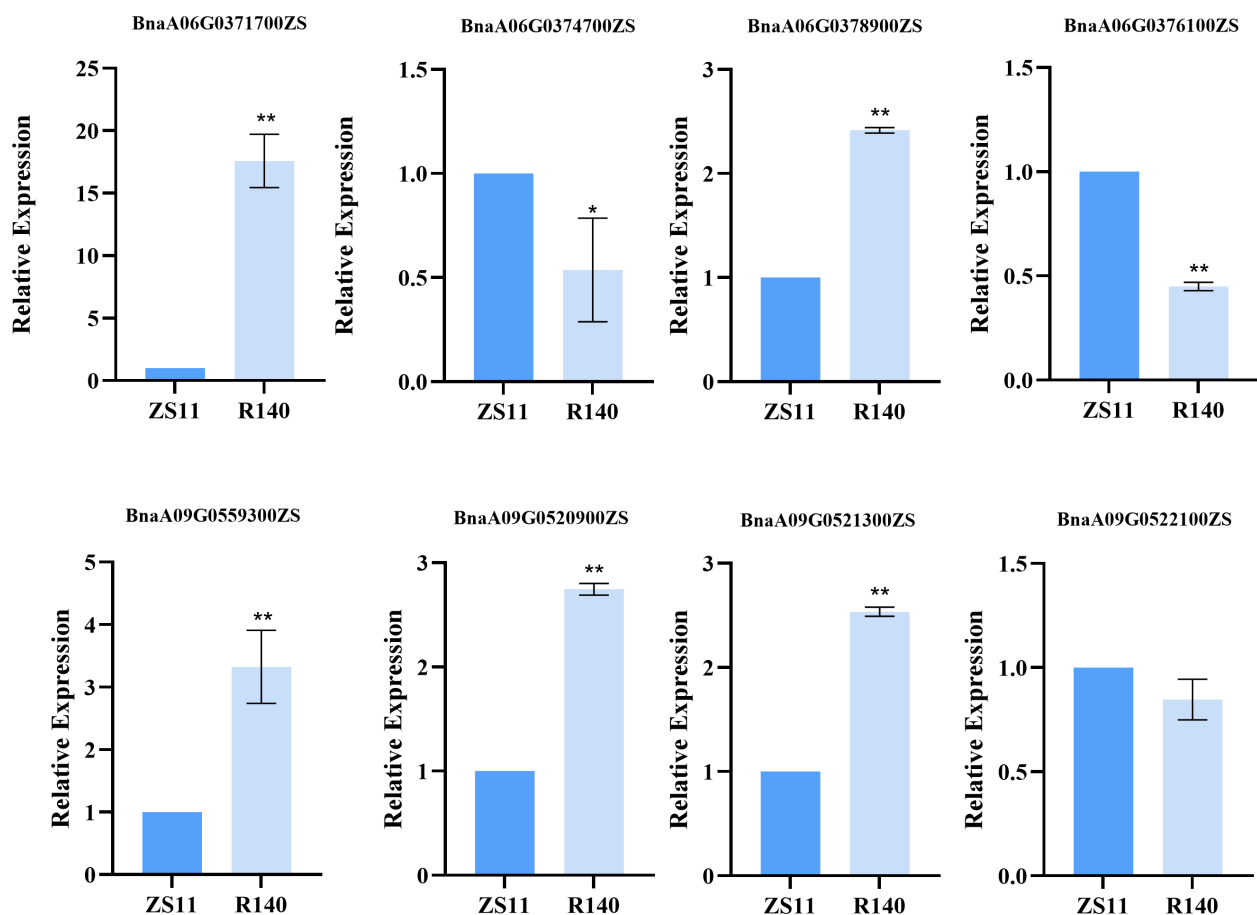 BnaA06G0371700ZS
Relative Expression
25
20
15
10
5
0
**
ZS11 R140
BnaA06G0374700ZS
Relative Expression
1.5
1.0
0.5
0.0
*
ZS11 R140
BnaA06G0378900ZS
Relative Expression
3
2
1
0
**
ZS11 R140
BnaA06G0376100ZS
Relative Expression
1.5
1.0
0.5
0.0
**
ZS11 R140
BnaA09G0559300ZS
Relative Expression
5
4
3
2
1
0
**
ZS11 R140
BnaA09G0520900ZS
Relative Expression
3
2
1
0
**
ZS11 R140
BnaA09G0521300ZS
Relative Expression
3
2
1
0
**
ZS11 R140
BnaA09G0522100ZS
Relative Expression
1.5
1.0
0.5
0.0
ZS11 R140